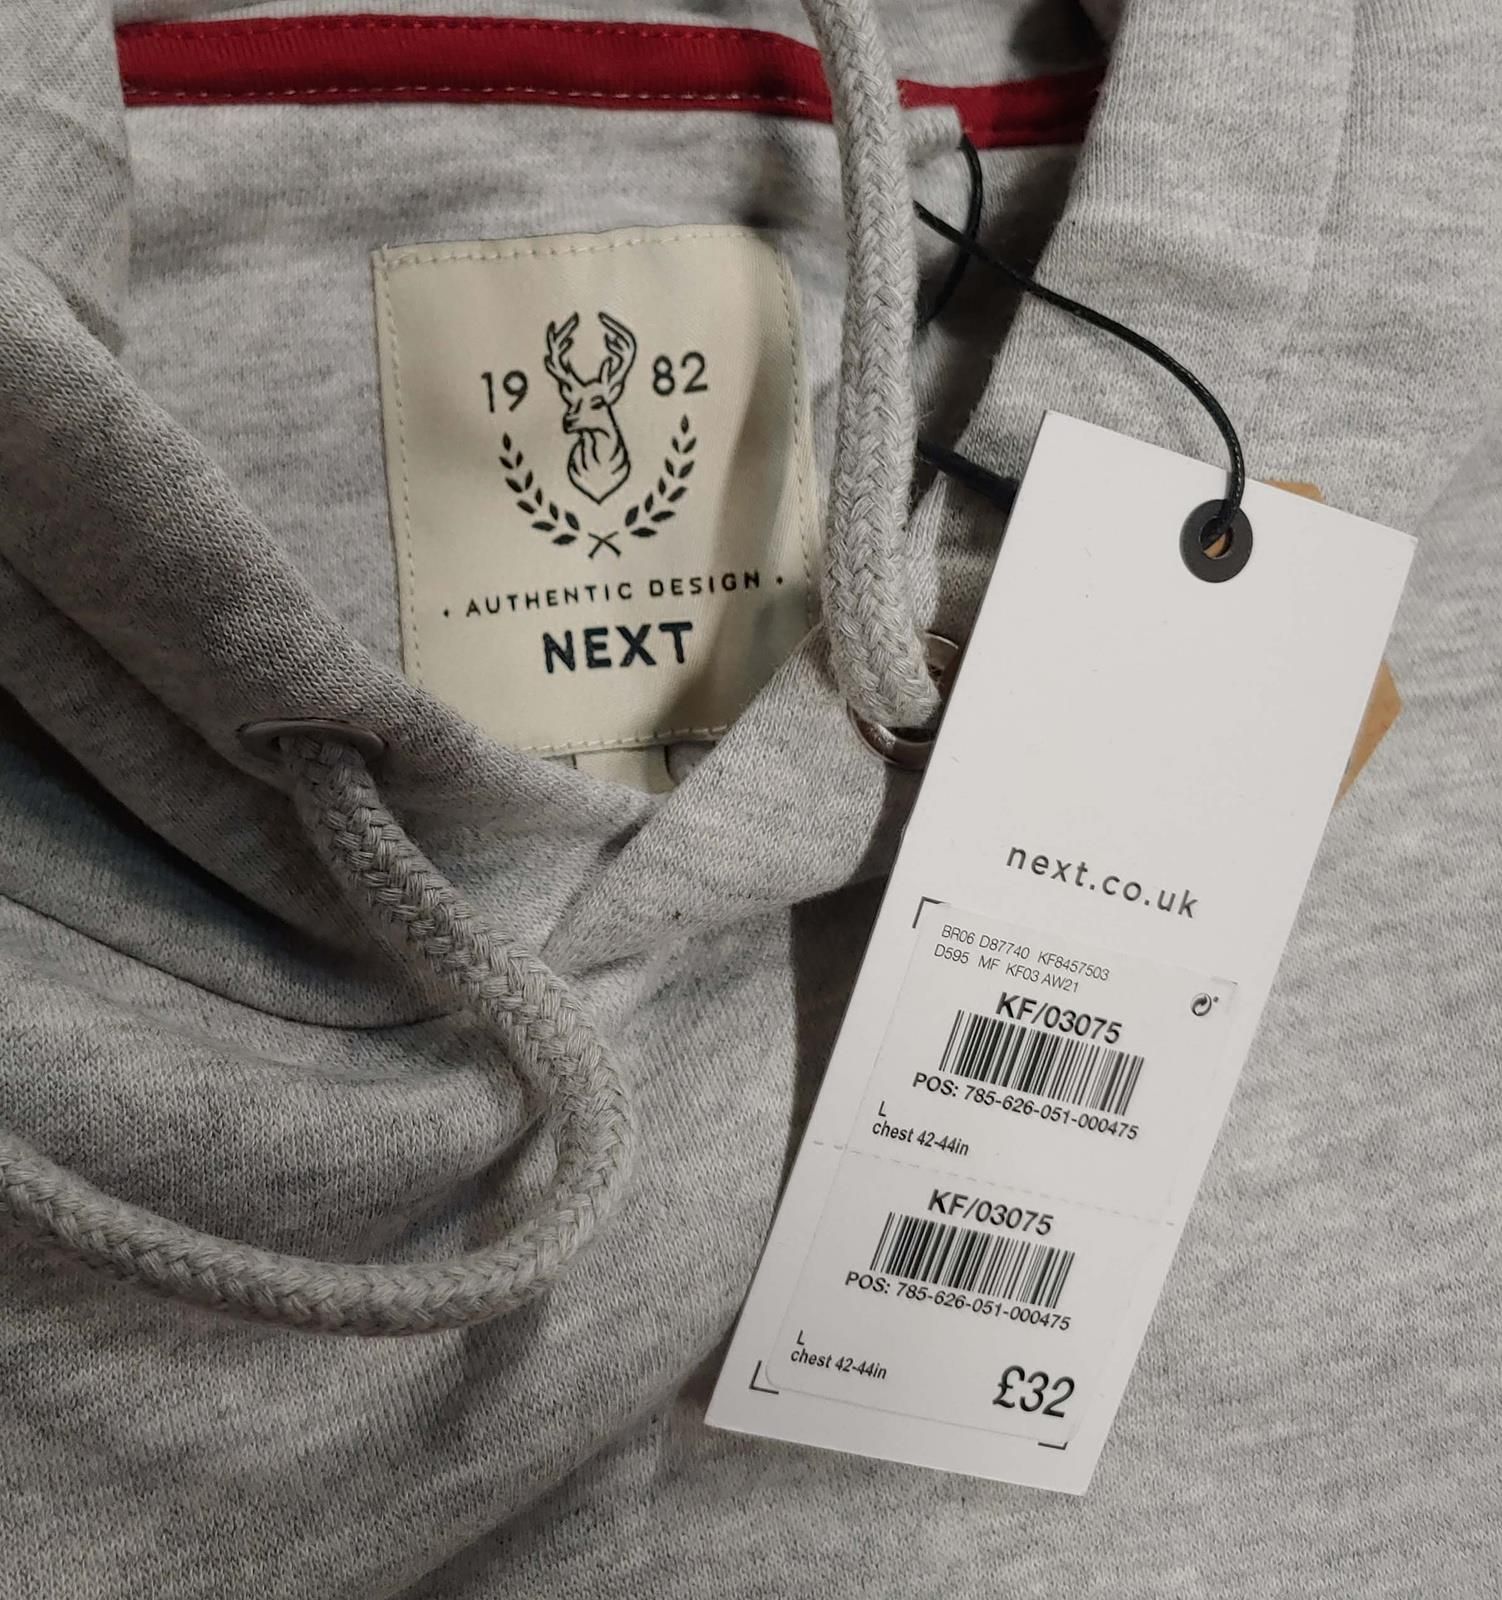 19 82
· AUTHENTIC DESIGN ·
NEXT
next.co.uk
BR06 D87740 KF8457503
D595 MF KF03 AW21
KF/03075
POS: 785-626-051-000475
L
chest 42-44in
KF/03075
POS: 785-626-051-000475
L
chest 42-44in
£32